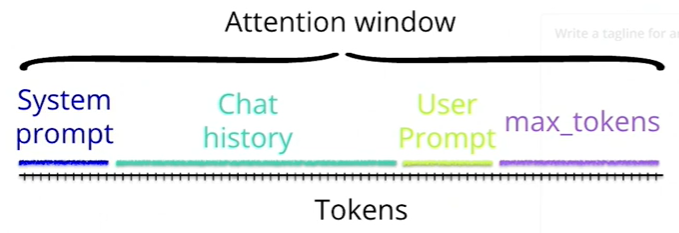 Attention window
Write a tagline for a
System
prompt
Chat
history
User
Prompt
max_tokens
Tokens